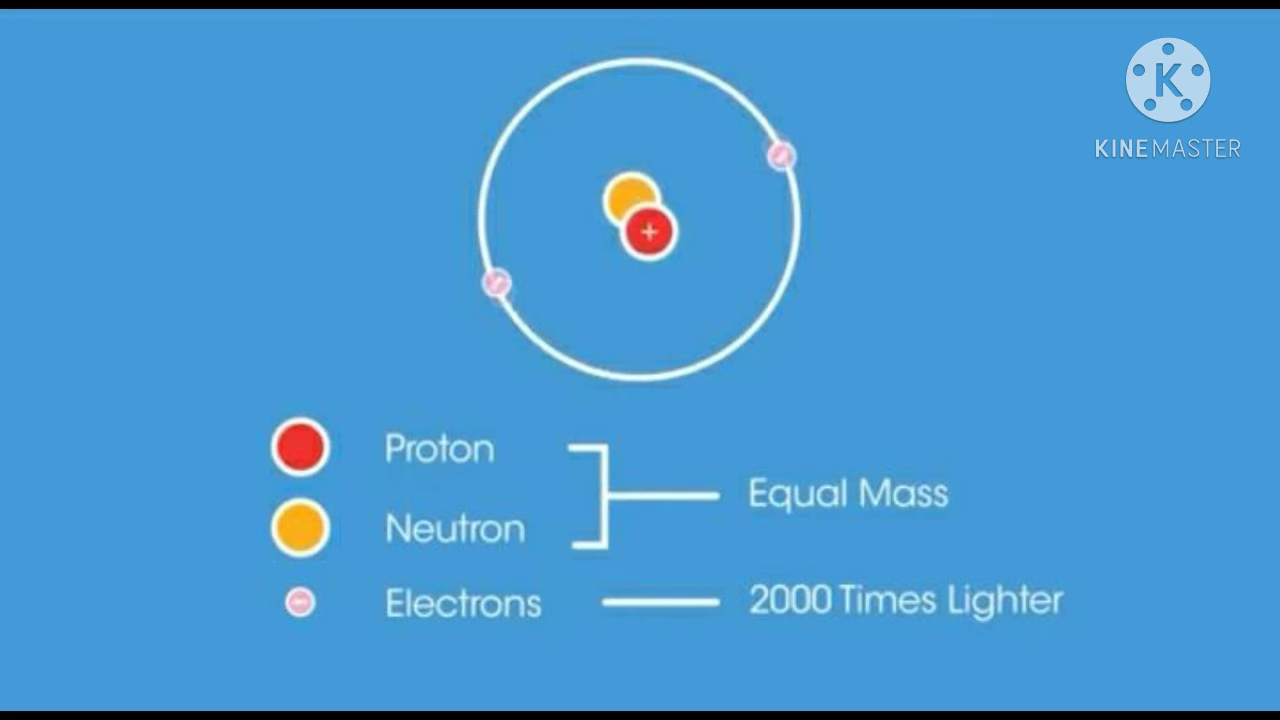 K
KINEMASTER
+
Proton
Neutron
Equal Mass
Electrons
2000 Times Lighter